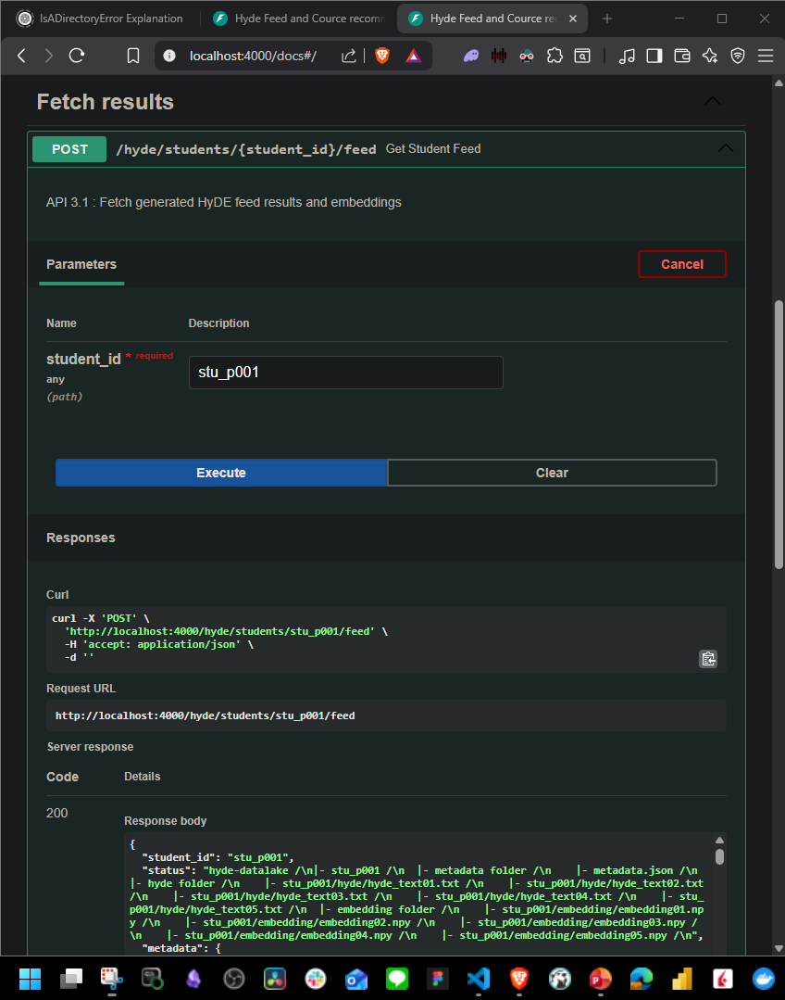 IsADirectoryError Explanation
Hyde Feed and Cource recomm
Hyde Feed and Cource re
localhost:4000/docs#/
Fetch results
POST /hyde/students/{student_id}/feed Get Student Feed
API 3.1 : Fetch generated HyDE feed results and embeddings
Parameters
Cancel
Name Description
student_id * required
any
(path)
stu_p001
Execute Clear
Responses
Curl
curl -X 'POST' \
'http://localhost:4000/hyde/students/stu_p001/feed' \
-H 'accept: application/json' \
-d ''
Request URL
http://localhost:4000/hyde/students/stu_p001/feed
Server response
Code Details
200
Response body
{
"student_id": "stu_p001",
"status": "hyde-datalake /\n|- stu_p001 /\n |- metadata folder /\n |- metadata.json /\n
|- hyde folder /\n |- stu_p001/hyde/hyde_text01.txt /\n |- stu_p001/hyde/hyde_text02.txt
/\n |- stu_p001/hyde/hyde_text03.txt /\n |- stu_p001/hyde/hyde_text04.txt /\n |- stu_
p001/hyde/hyde_text05.txt /\n |- embedding folder /\n |- stu_p001/embedding/embedding01.np
y /\n |- stu_p001/embedding/embedding02.npy /\n |- stu_p001/embedding/embedding03.npy /
\n |- stu_p001/embedding/embedding04.npy /\n |- stu_p001/embedding/embedding05.npy /\n",
"metadata": {